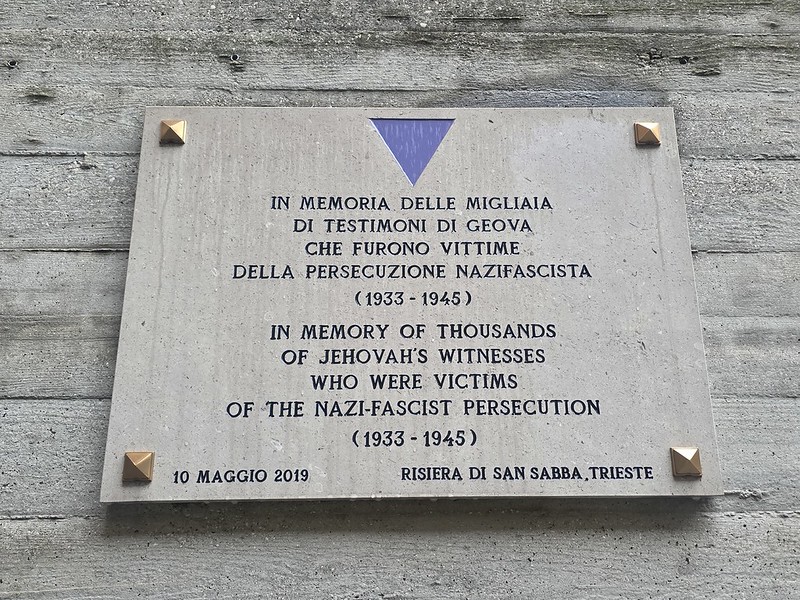 IN MEMORIA DELLE MIGLIAIA
DI TESTIMONI DI GEOVA
CHE FURONO VITTIME
DELLA PERSECUZIONE NAZIFASCISTA
(1933 - 1945)
IN MEMORY OF THOUSANDS
OF JEHOVAH'S WITNESSES
WHO WERE VICTIMS
OF THE NAZI-FASCIST PERSECUTION
(1933 - 1945)
10 MAGGIO 2019 RISIERA DI SAN SABBA, TRIESTE